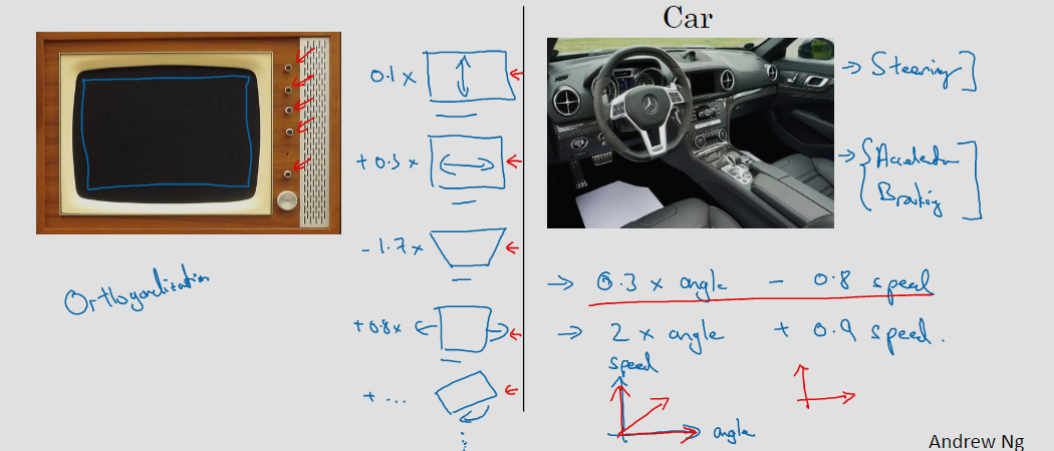 Car
0.1 x
+ 0.3 x
- 1.7 x
+ 0.8 x
+ ...
Orthogonalization
→ Steering
→ Acceleration
Braking
→ 0.3 x angle - 0.8 speed
→ 2 x angle + 0.9 speed.
speed
angle
Andrew Ng